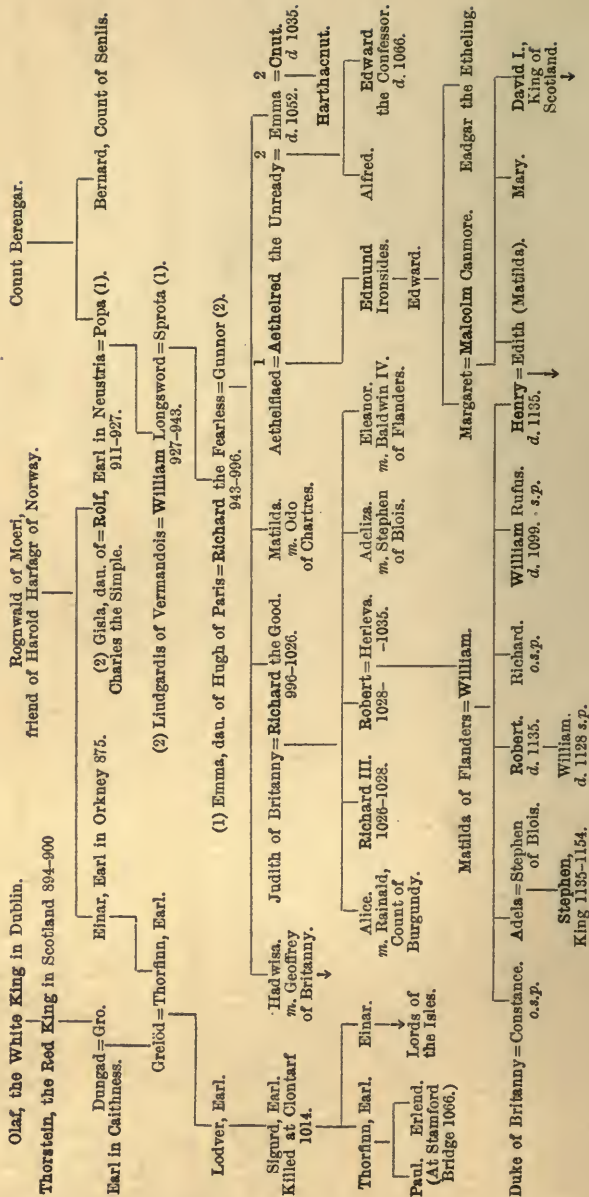 Olaf, the White King in Dublin.
Thorstein, the Red King in Scotland 894-900
Rognwald of Moeri,
friend of Harold Harfagr of Norway.
Count Berengar.
Dungad=Gro.
Earl in Caithness.
Einar, Earl in Orkney 875.
(2) Gisla, dau. of=Rolf, Earl in Neustria=Popa (1).
Charles the Simple. 911-927.
Bernard, Count of Senlis.
Grelöd=Thorfinn, Earl.
(2) Liudgardis of Vermandois=William Longsword=Sprota (1).
927-943.
Lodver, Earl.
(1) Emma, dau. of Hugh of Paris=Richard the Fearless=Gunnor (2).
943-996.
Sigurd, Earl.
Killed at Clontarf
1014.
Hadwisa.
m. Geoffrey
of Britanny.
Judith of Britanny=Richard the Good.
996-1026.
Matilda.
m. Odo
of Chartres.
1 2 2
Aethelflaed=Aethelred the Unready=Emma=Cnut.
d. 1052. d 1035.
Harthacnut.
Thorfinn, Earl.
Einar.
Alice.
m. Rainald,
Count of
Burgundy.
Richard III.
1026-1028.
Robert=Herleva.
1028- -1035.
Adeliza.
m. Stephen
of Blois.
Eleanor.
m. Baldwin IV.
of Flanders.
Edmund
Ironsides.
Alfred.
Edward
the Confessor.
d. 1066.
Paul. Erlend.
(At Stamford
Bridge 1066.)
Lords of
the Isles.
Edward.
Matilda of Flanders=William.
Margaret=Malcolm Canmore.
Eadgar the Etheling.
Duke of Britanny=Constance.
o.s.p.
Adela=Stephen
of Blois.
Robert.
d. 1135.
Richard.
o.s.p.
William Rufus.
d. 1099. s.p.
Henry=Edith (Matilda).
d. 1135.
Mary.
David I.,
King of
Scotland.
Stephen,
King 1135-1154.
William.
d. 1128 s.p.